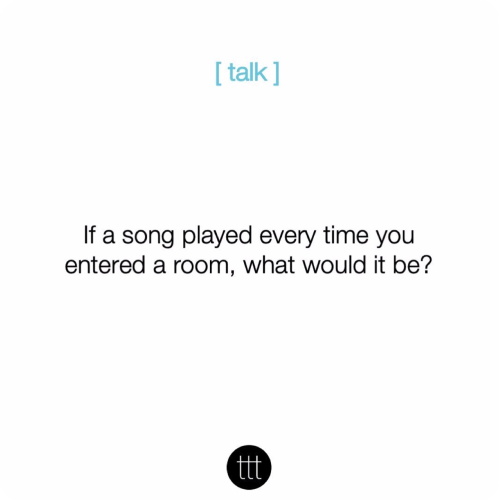 [ talk ]
If a song played every time you
entered a room, what would it be?
ttt